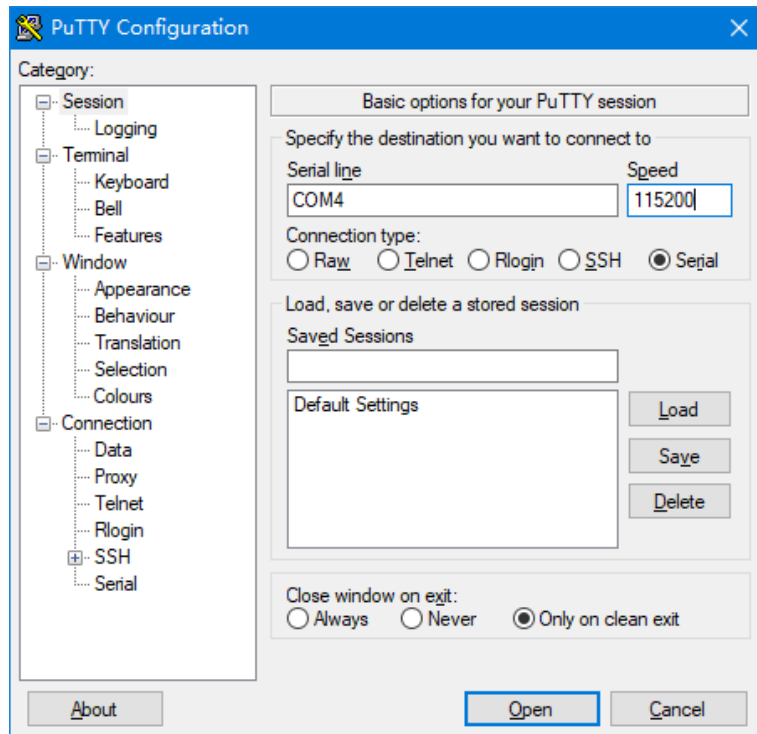 PuTTY Configuration
Category:
Session
Logging
Terminal
Keyboard
Bell
Features
Window
Appearance
Behaviour
Translation
Selection
Colours
Connection
Data
Proxy
Telnet
Rlogin
SSH
Serial
Basic options for your PuTTY session
Specify the destination you want to connect to
Serial line Speed
COM4 115200
Connection type:
Raw Telnet Rlogin SSH Serial
Load, save or delete a stored session
Saved Sessions
Default Settings
Load
Save
Delete
Close window on exit:
Always Never Only on clean exit
About Open Cancel